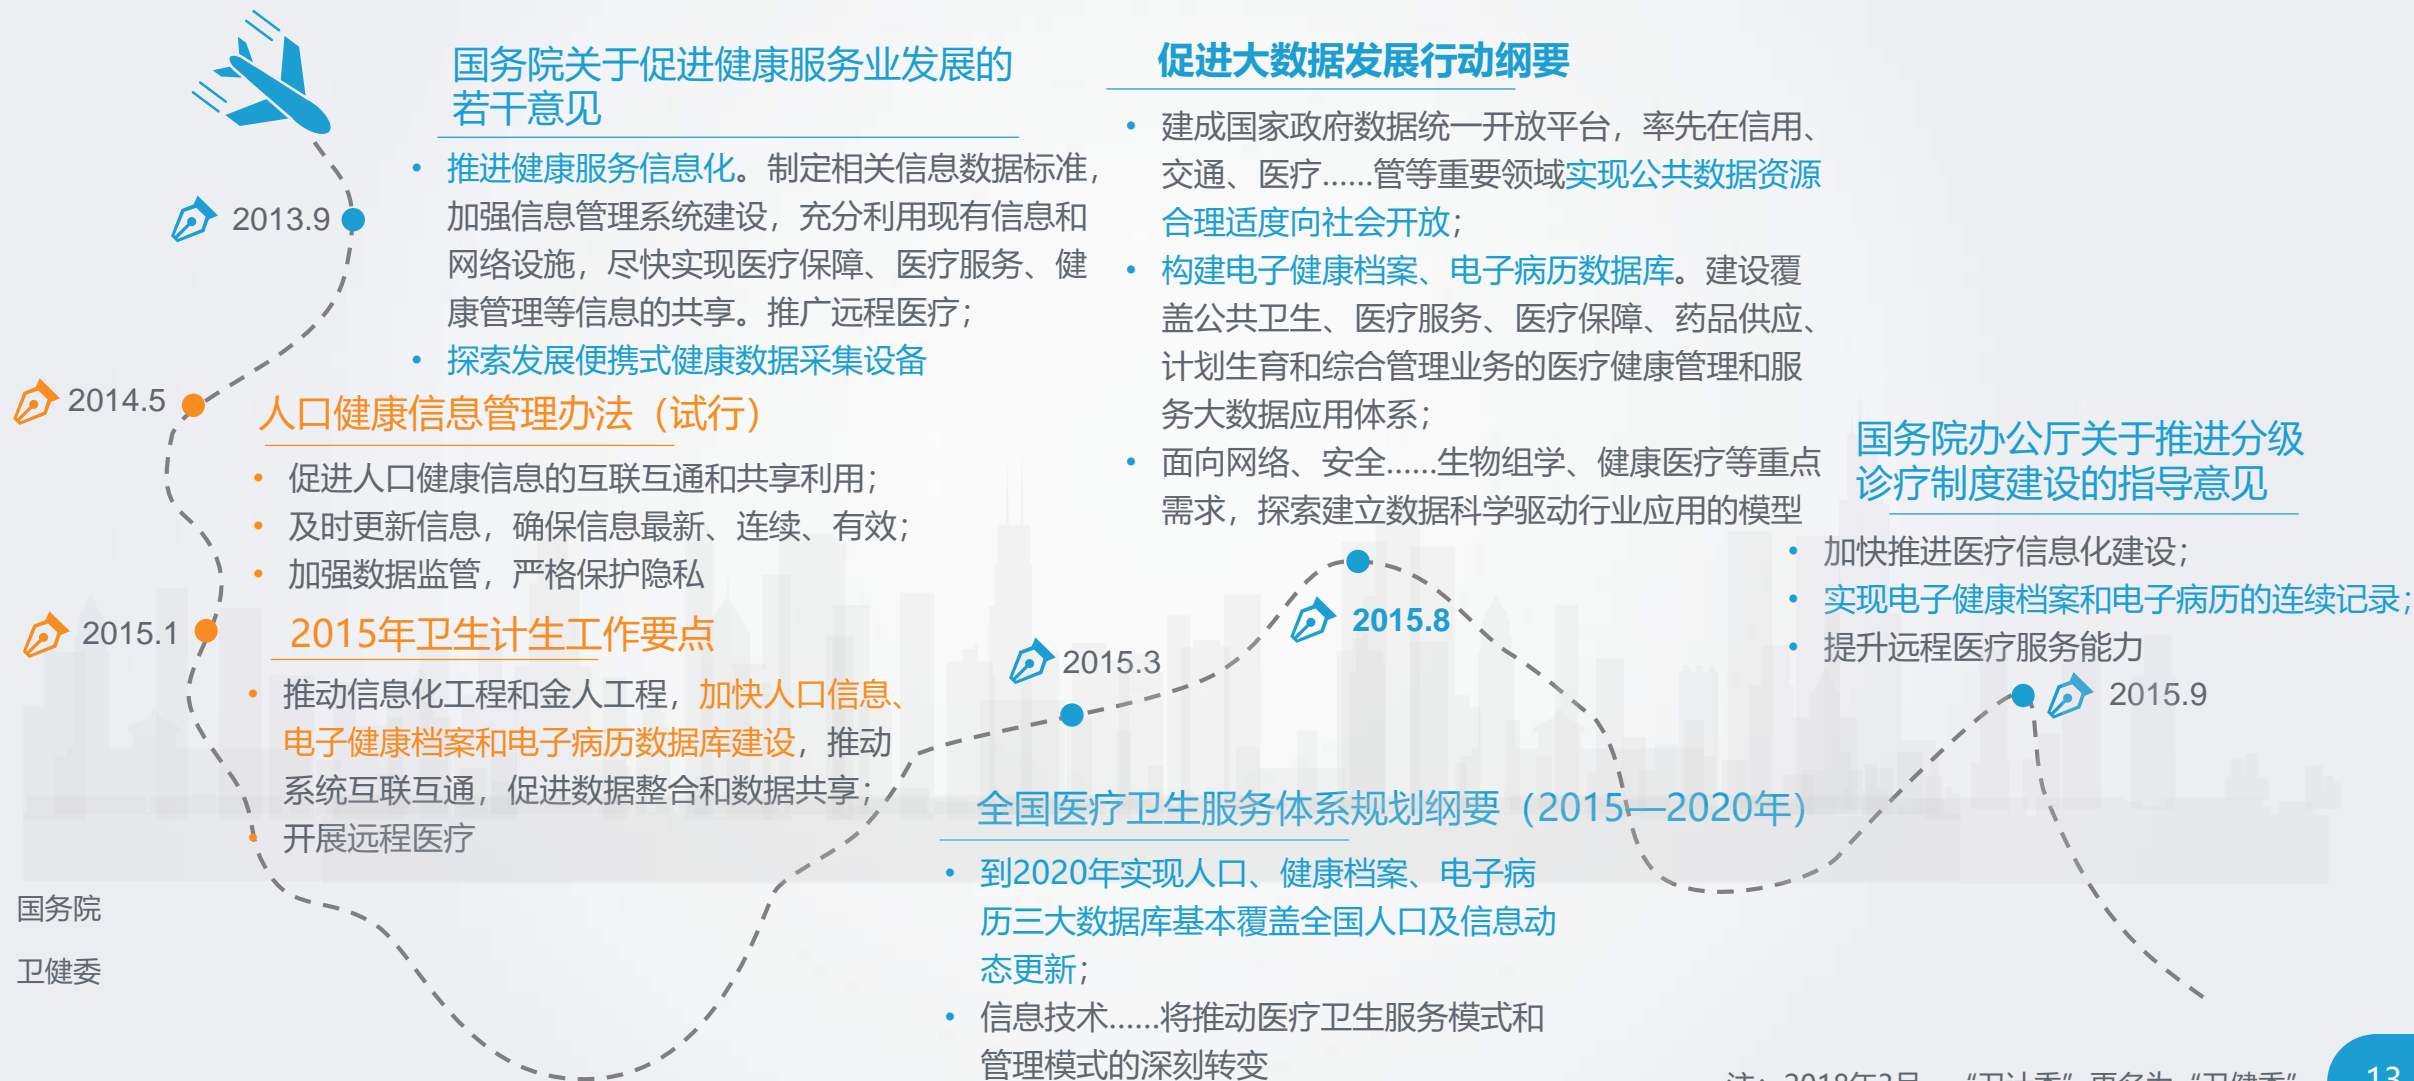 国务院关于促进健康服务业发展的
若干意见
• 推进健康服务信息化。制定相关信息数据标准，
加强信息管理系统建设，充分利用现有信息和
网络设施，尽快实现医疗保障、医疗服务、健
康管理等信息的共享。推广远程医疗；
• 探索发展便携式健康数据采集设备
2013.9
2014.5
人口健康信息管理办法（试行）
• 促进人口健康信息的互联互通和共享利用；
• 及时更新信息，确保信息最新、连续、有效；
• 加强数据监管，严格保护隐私
2015.1
2015年卫生计生工作要点
• 推动信息化工程和金人工程，加快人口信息、
电子健康档案和电子病历数据库建设，推动
系统互联互通，促进数据整合和数据共享；
• 开展远程医疗
国务院
卫健委
2015.3
全国医疗卫生服务体系规划纲要（2015—2020年）
• 到2020年实现人口、健康档案、电子病
历三大数据库基本覆盖全国人口及信息动
态更新；
• 信息技术......将推动医疗卫生服务模式和
管理模式的深刻转变
促进大数据发展行动纲要
• 建成国家政府数据统一开放平台，率先在信用、
交通、医疗......管等重要领域实现公共数据资源
合理适度向社会开放；
• 构建电子健康档案、电子病历数据库。建设覆
盖公共卫生、医疗服务、医疗保障、药品供应、
计划生育和综合管理业务的医疗健康管理和服
务大数据应用体系；
• 面向网络、安全......生物组学、健康医疗等重点
需求，探索建立数据科学驱动行业应用的模型
2015.8
国务院办公厅关于推进分级
诊疗制度建设的指导意见
• 加快推进医疗信息化建设；
• 实现电子健康档案和电子病历的连续记录；
• 提升远程医疗服务能力
2015.9
注：2018年3月，“卫计委”更名为“卫健委”
13